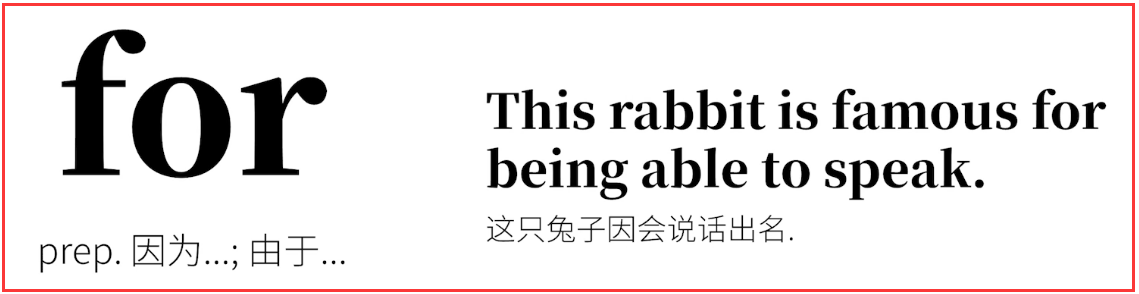 for
prep. 因为...; 由于...
This rabbit is famous for
being able to speak.
这只兔子因会说话出名.